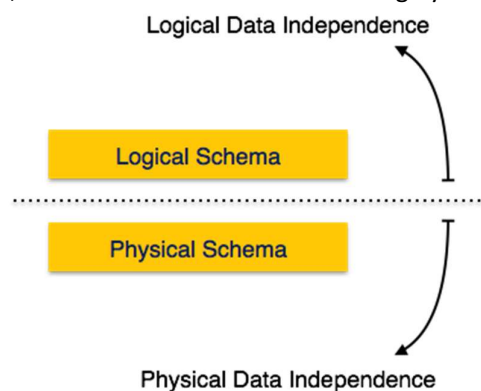 Logical Data Independence
Logical Schema
Physical Schema
Physical Data Independence